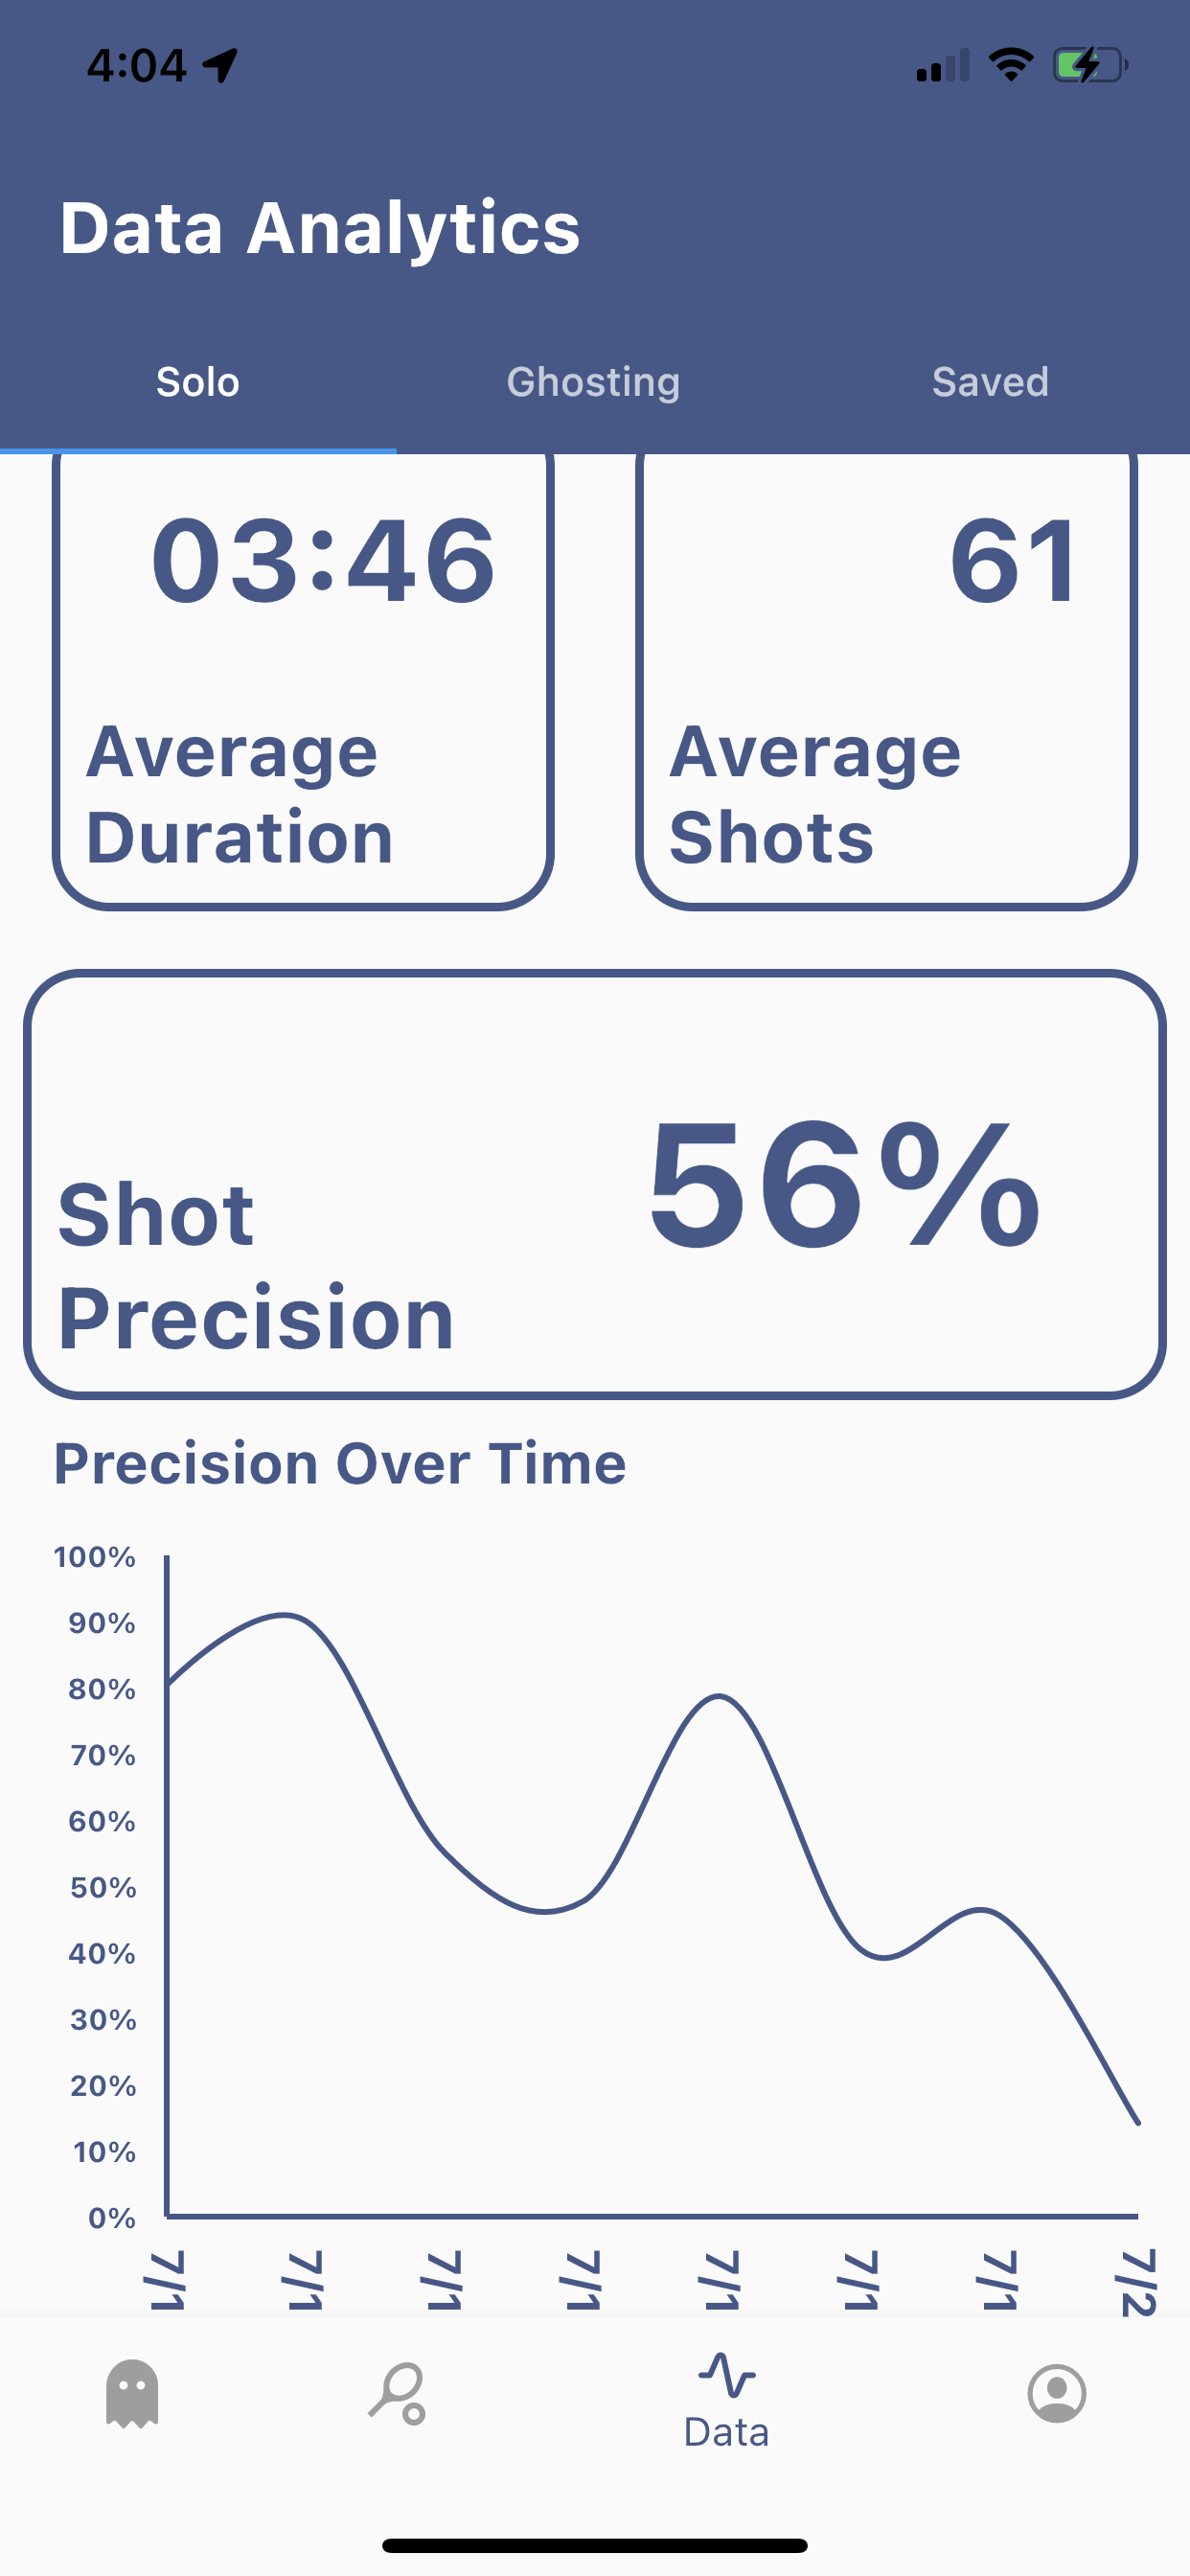 4:04
Data Analytics
Solo Ghosting Saved
03:46 61
Average Average
Duration Shots
56%
Shot
Precision
Precision Over Time
100%
90%
80%
70%
60%
50%
40%
30%
20%
10%
0%
7/1 7/1 7/1 7/1 7/1 7/1 7/1 7/2
Data